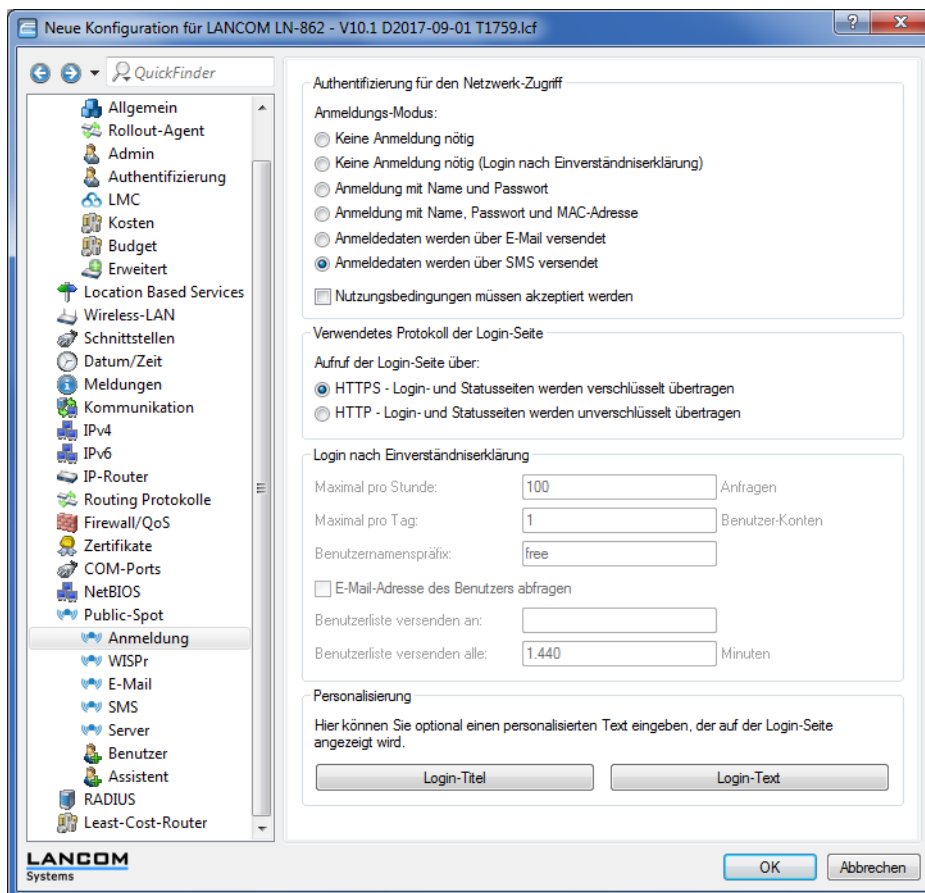 Neue Konfiguration für LANCOM LN-862 - V10.1 D2017-09-01 T1759.lcf
QuickFinder
Allgemein
Rollout-Agent
Admin
Authentifizierung
LMC
Kosten
Budget
Erweitert
Location Based Services
Wireless-LAN
Schnittstellen
Datum/Zeit
Meldungen
Kommunikation
IPv4
IPv6
IP-Router
Routing Protokolle
Firewall/QoS
Zertifikate
COM-Ports
NetBIOS
Public-Spot
Anmeldung
WISPr
E-Mail
SMS
Server
Benutzer
Assistent
RADIUS
Least-Cost-Router
Authentifizierung für den Netzwerk-Zugriff
Anmeldungs-Modus:
Keine Anmeldung nötig
Keine Anmeldung nötig (Login nach Einverständniserklärung)
Anmeldung mit Name und Passwort
Anmeldung mit Name, Passwort und MAC-Adresse
Anmeldedaten werden über E-Mail versendet
Anmeldedaten werden über SMS versendet
Nutzungsbedingungen müssen akzeptiert werden
Verwendetes Protokoll der Login-Seite
Aufruf der Login-Seite über:
HTTPS - Login- und Statusseiten werden verschlüsselt übertragen
HTTP - Login- und Statusseiten werden unverschlüsselt übertragen
Login nach Einverständniserklärung
Maximal pro Stunde: 100 Anfragen
Maximal pro Tag: 1 Benutzer-Konten
Benutzernamenspräfix: free
E-Mail-Adresse des Benutzers abfragen
Benutzerliste versenden an:
Benutzerliste versenden alle: 1.440 Minuten
Personalisierung
Hier können Sie optional einen personalisierten Text eingeben, der auf der Login-Seite
angezeigt wird.
Login-Titel Login-Text
LANCOM
Systems
OK Abbrechen